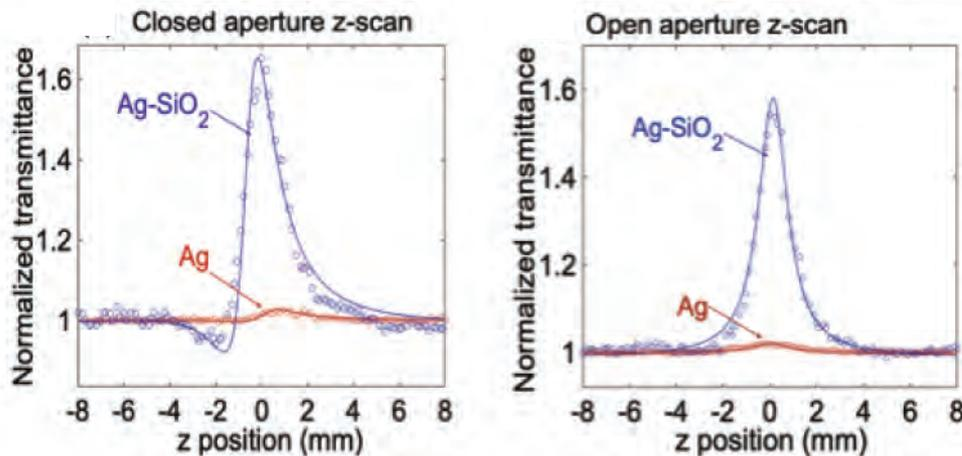 Closed aperture z-scan
Normalized transmittance
1.6
1.4
1.2
1
Ag-SiO2
Ag
-8 -6 -4 -2 0 2 4 6 8
z position (mm)
Open aperture z-scan
Normalized transmittance
1.6
1.4
1.2
1
Ag-SiO2
Ag
-8 -6 -4 -2 0 2 4 6 8
z position (mm)